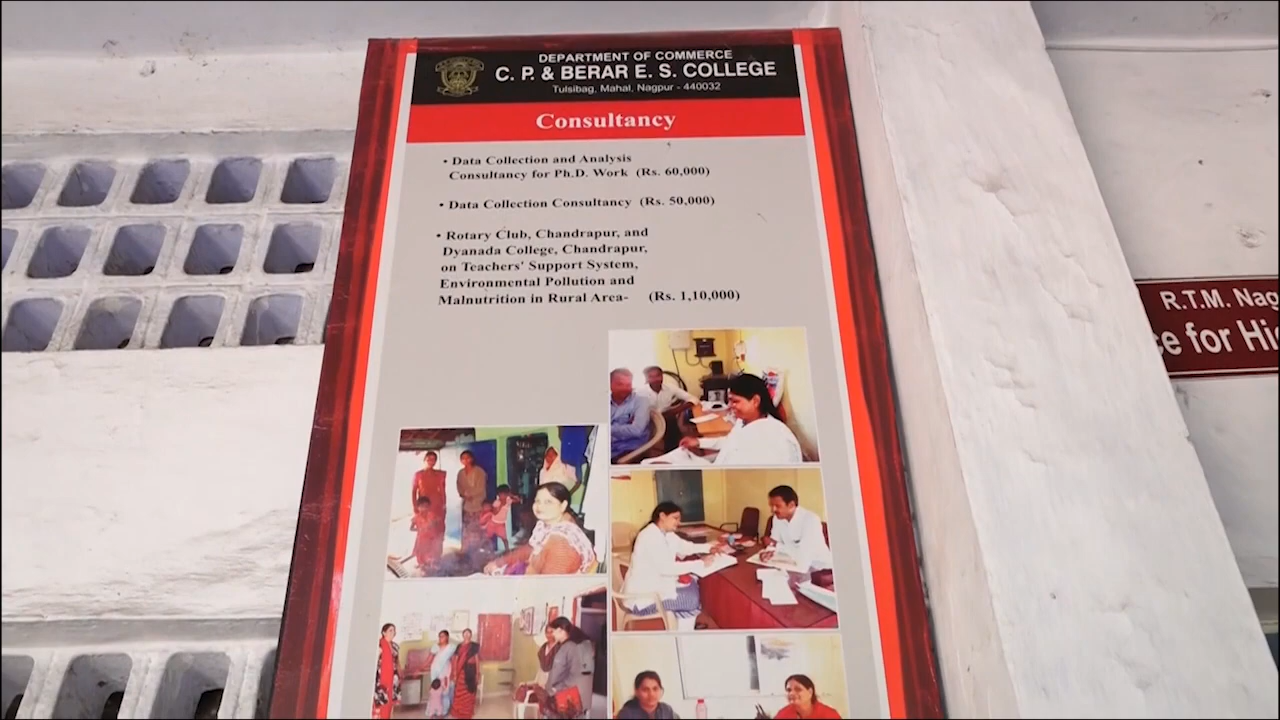 DEPARTMENT OF COMMERCE
C. P. & BERAR E. S. COLLEGE
Tulsibag, Mahal, Nagpur - 440032
Consultancy
• Data Collection and Analysis
Consultancy for Ph.D. Work (Rs. 60,000)
• Data Collection Consultancy (Rs. 50,000)
• Rotary Club, Chandrapur, and
Dyanada College, Chandrapur,
on Teachers' Support System,
Environmental Pollution and
Malnutrition in Rural Area- (Rs. 1,10,000)
R.T.M. Nag
e for Hi